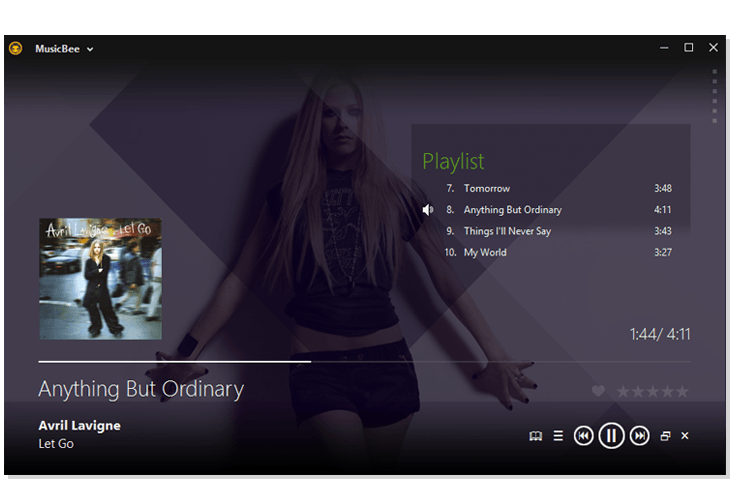 MusicBee
Playlist
7. Tomorrow 3:48
8. Anything But Ordinary 4:11
9. Things I'll Never Say 3:43
10. My World 3:27
Avril Lavigne Let Go
1:44/ 4:11
Anything But Ordinary
Avril Lavigne
Let Go